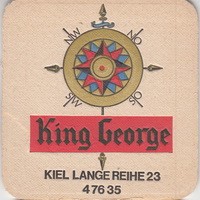 NW NO
SW SO
King George
KIEL LANGE REIHE 23
4 76 35